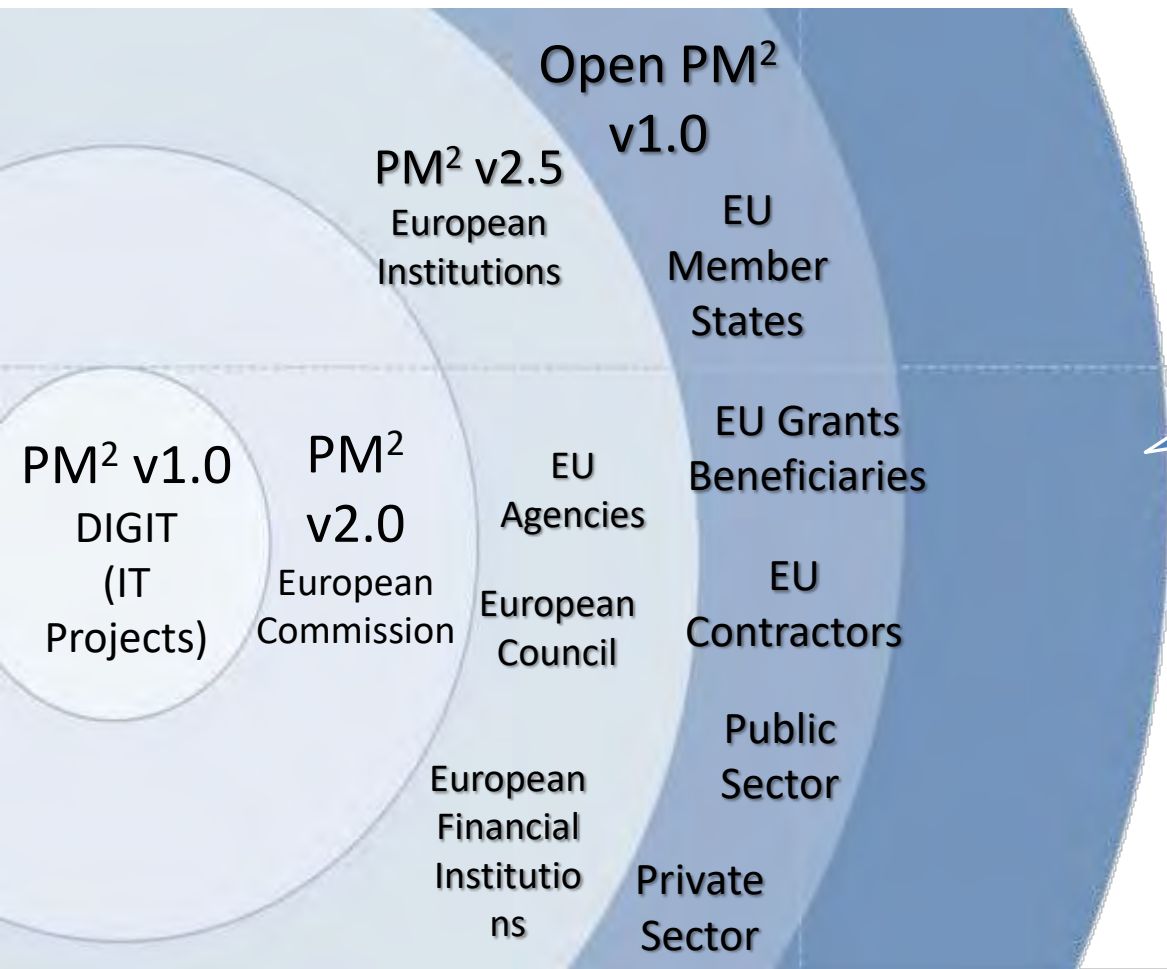 PM² v1.0
DIGIT
(IT
Projects)
PM²
v2.0
European
Commission
PM² v2.5
European
Institutions
EU
Agencies
European
Council
European
Financial
Institutio
ns
Open PM²
v1.0
EU
Member
States
EU Grants
Beneficiaries
EU
Contractors
Public
Sector
Private
Sector